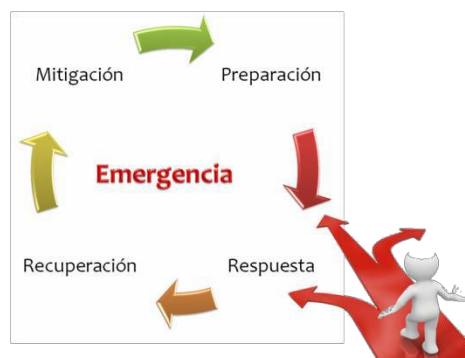 Mitigación
Preparación
Emergencia
Recuperación
Respuesta